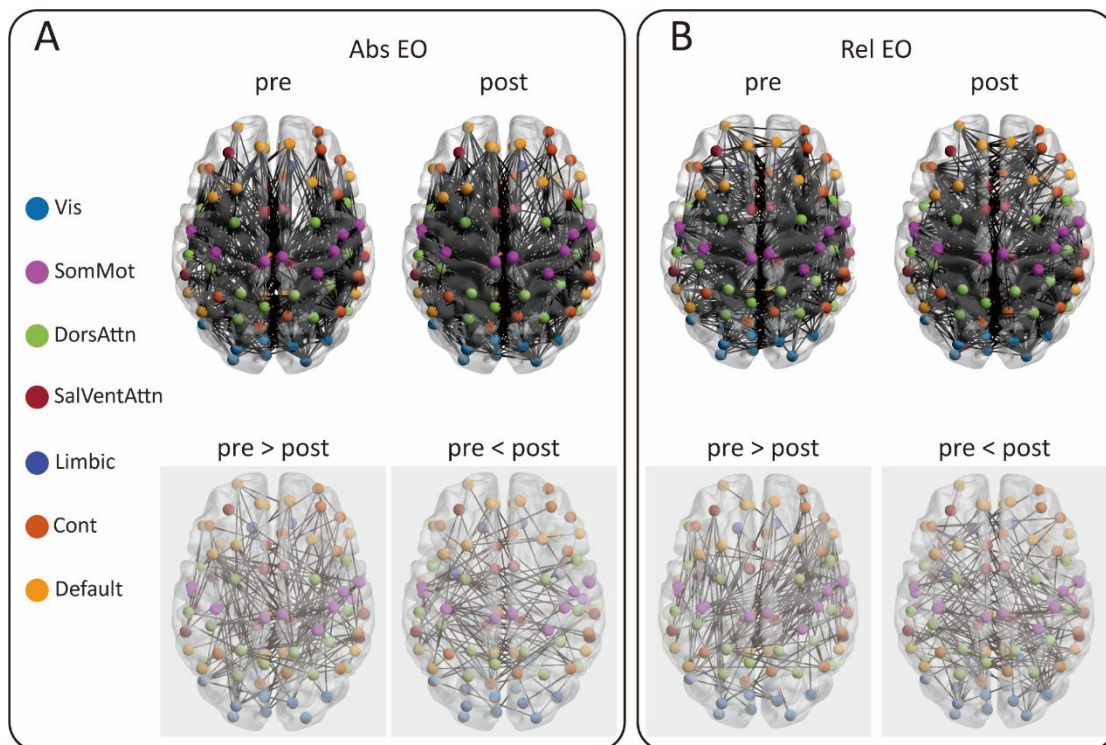 A
Abs EO
pre post
Vis
SomMot
DorsAttn
SalVentAttn
Limbic
Cont
Default
pre > post pre < post
B
Rel EO
pre post
pre > post pre < post